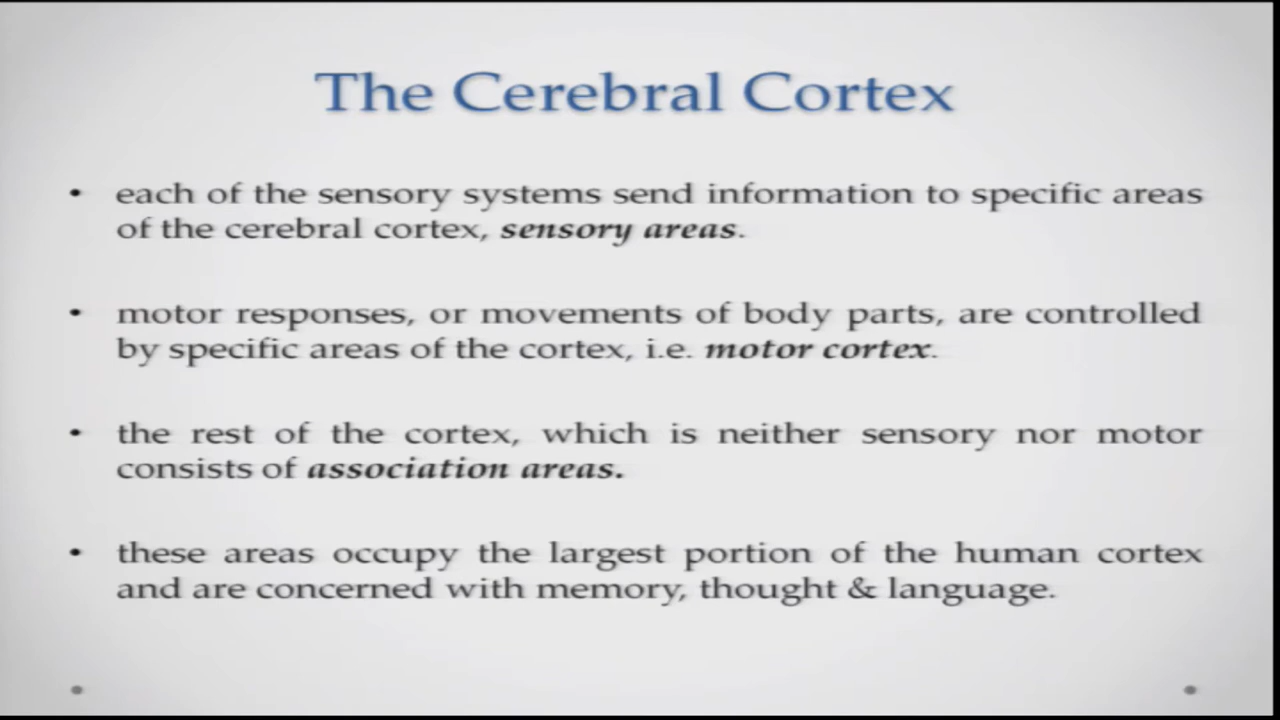 The Cerebral Cortex
• each of the sensory systems send information to specific areas
of the cerebral cortex, sensory areas.
• motor responses, or movements of body parts, are controlled
by specific areas of the cortex, i.e. motor cortex.
• the rest of the cortex, which is neither sensory nor motor
consists of association areas.
• these areas occupy the largest portion of the human cortex
and are concerned with memory, thought & language.